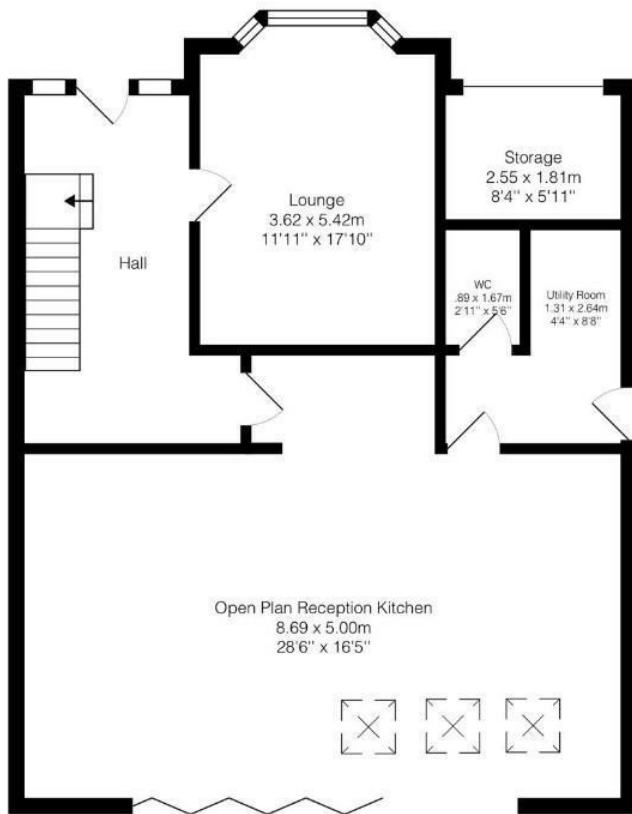 Storage
2.55 x 1.81m
8'4" x 5'11"
Lounge
3.62 x 5.42m
11'11" x 17'10"
Hall
WC
.89 x 1.67m
2'11" x 5'6"
Utility Room
1.31 x 2.64m
4'4" x 8'8"
Open Plan Reception Kitchen
8.69 x 5.00m
28'6" x 16'5"